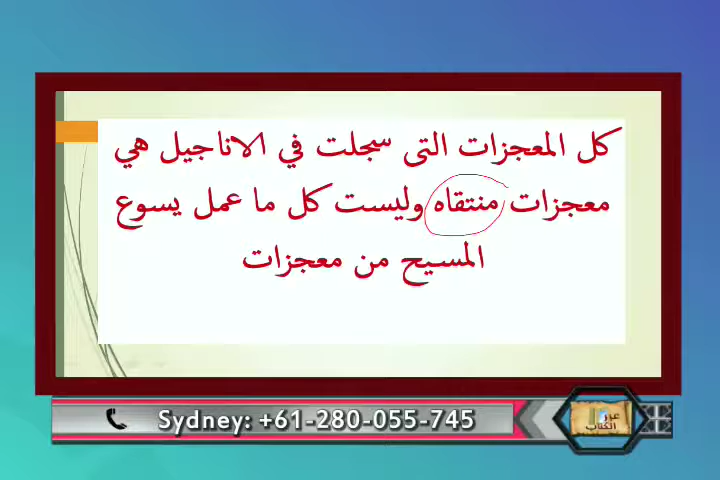 كل المعجزات التى سجلت في الاناجيل هي
معجزات منتقاه وليست كل ما عمل يسوع
المسيح من معجزات
Sydney: +61-280-055-745
الكتاب